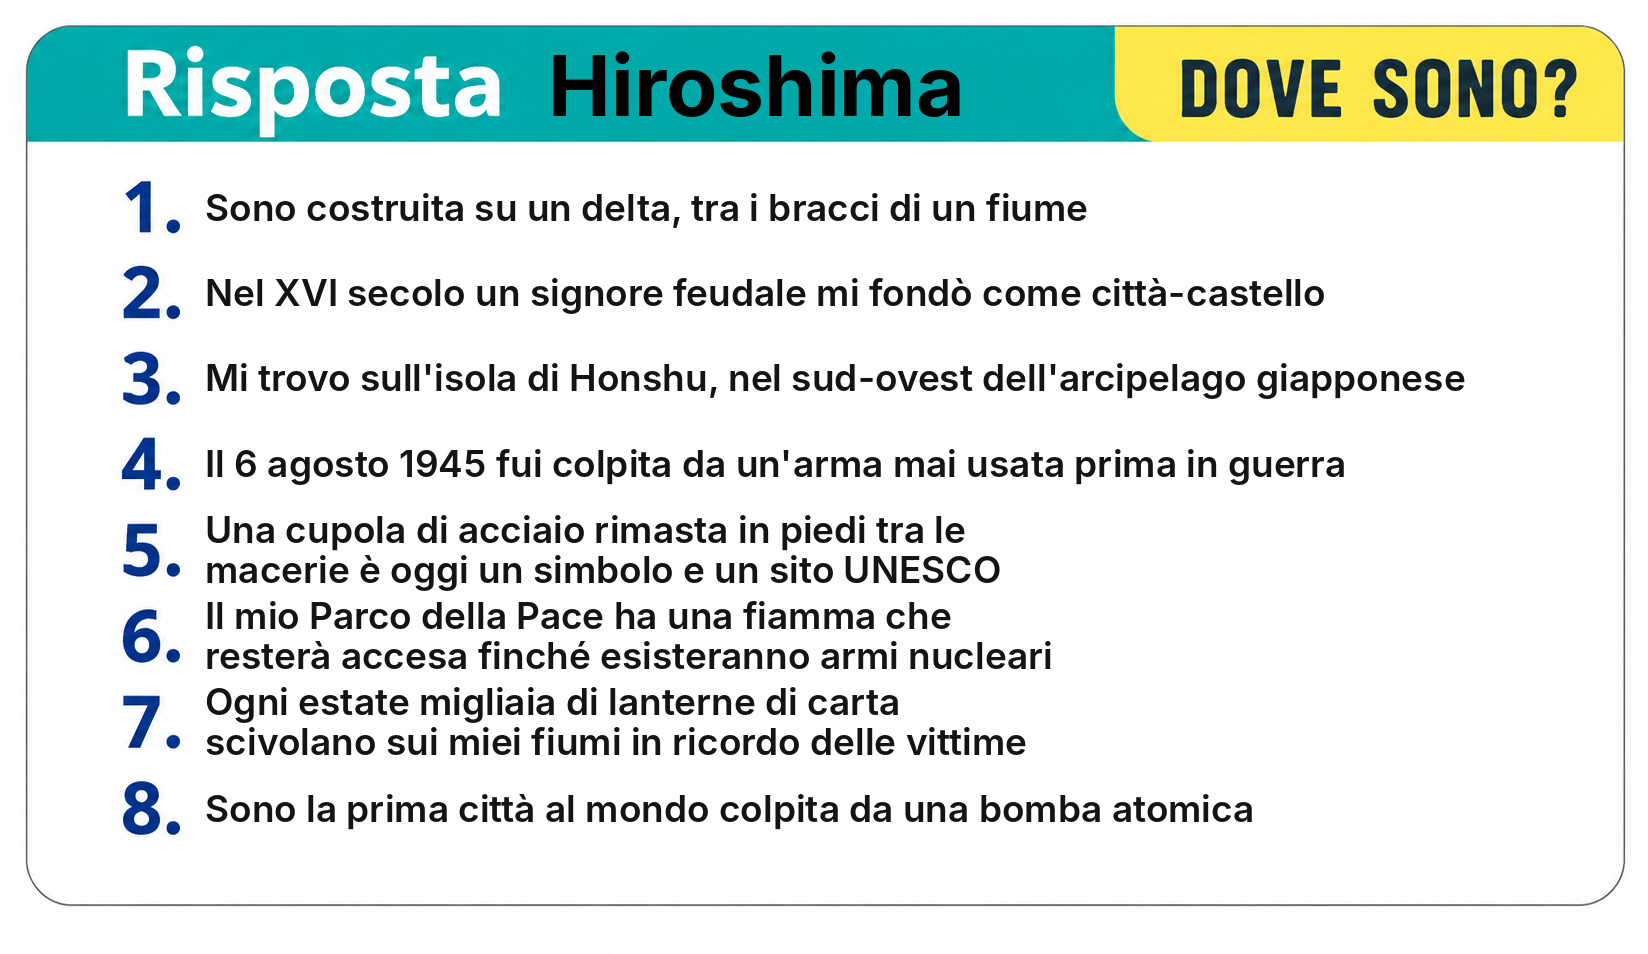 Risposta Hiroshima
DOVE SONO?
1. Sono costruita su un delta, tra i bracci di un fiume
2. Nel XVI secolo un signore feudale mi fondò come città-castello
3. Mi trovo sull'isola di Honshu, nel sud-ovest dell'arcipelago giapponese
4. Il 6 agosto 1945 fui colpita da un'arma mai usata prima in guerra
5. Una cupola di acciaio rimasta in piedi tra le
macerie è oggi un simbolo e un sito UNESCO
6. Il mio Parco della Pace ha una fiamma che
resterà accesa finché esisteranno armi nucleari
7. Ogni estate migliaia di lanterne di carta
scivolano sui miei fiumi in ricordo delle vittime
8. Sono la prima città al mondo colpita da una bomba atomica